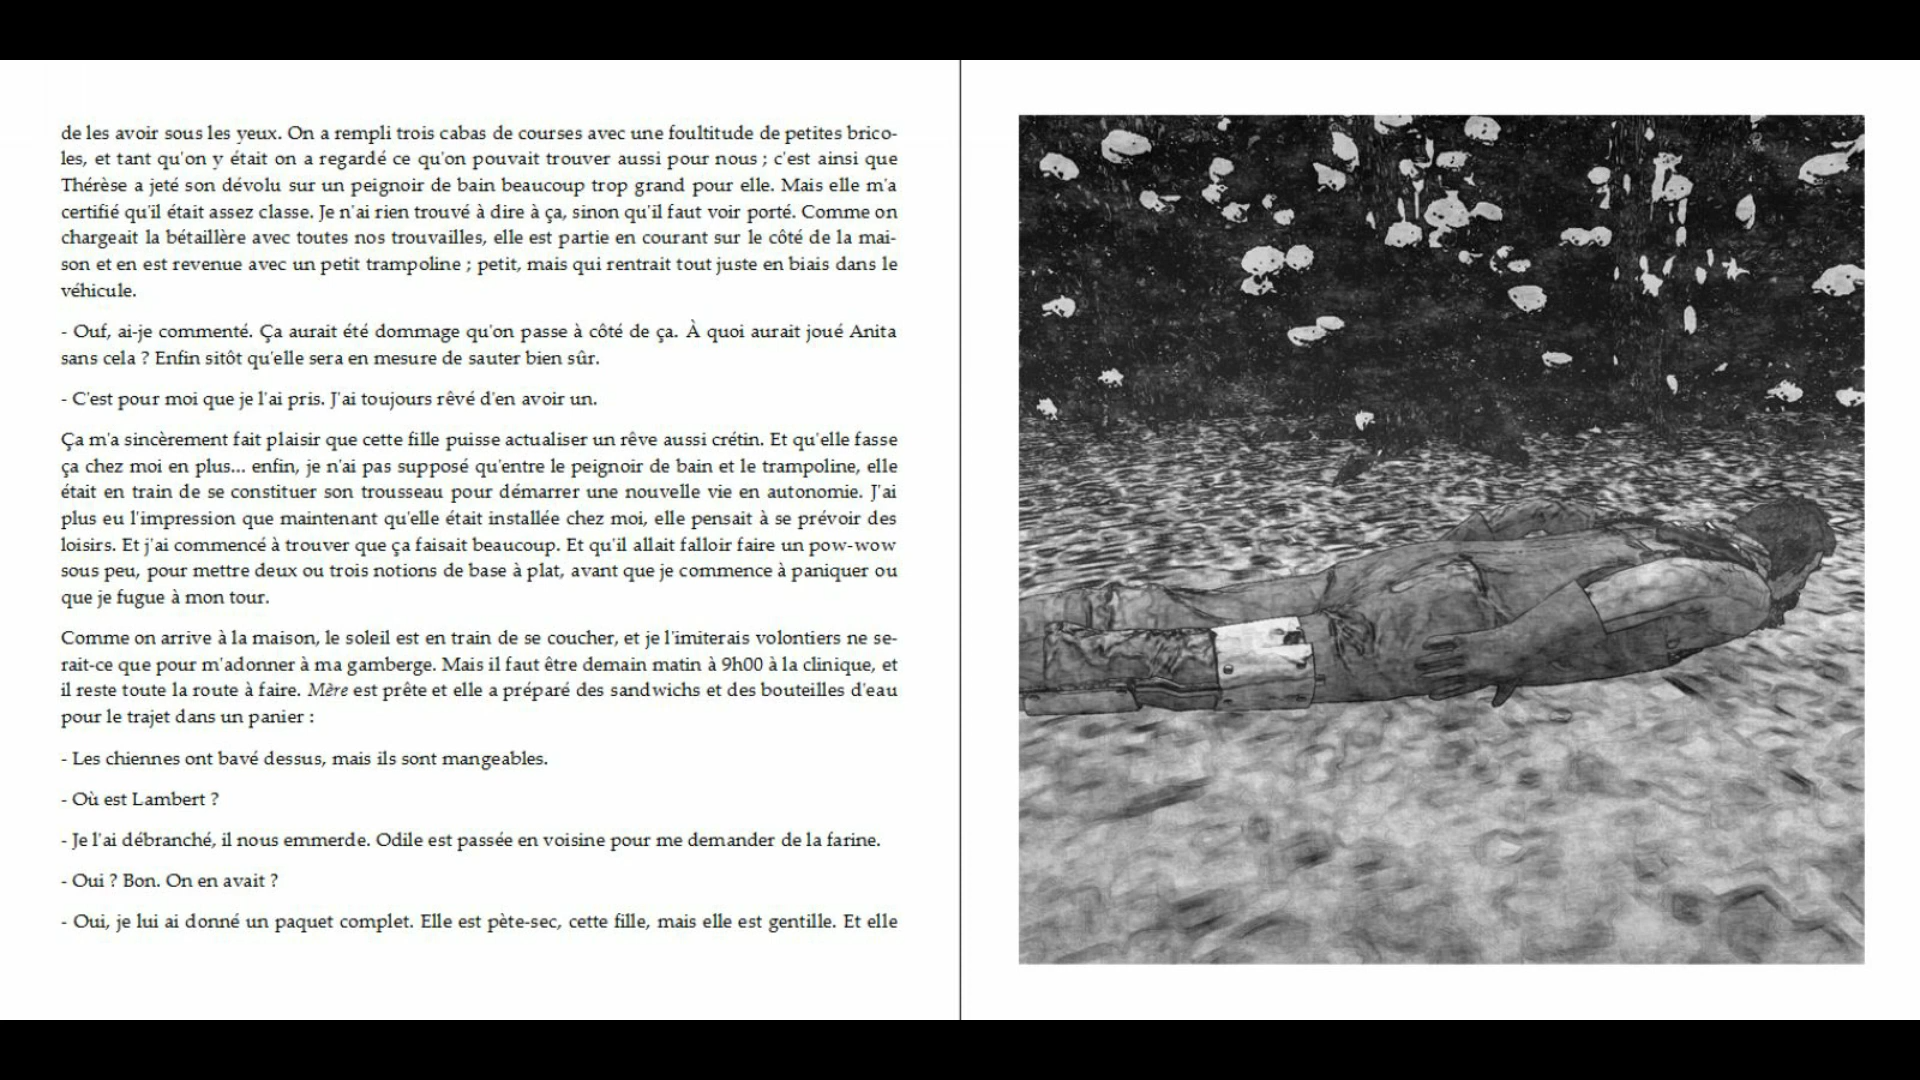 de les avoir sous les yeux. On a rempli trois cabas de courses avec une foultitude de petites brico-
les, et tant qu'on y était on a regardé ce qu'on pouvait trouver aussi pour nous ; c'est ainsi que
Thérèse a jeté son dévolu sur un peignoir de bain beaucoup trop grand pour elle. Mais elle m'a
certifié qu'il était assez classe. Je n'ai rien trouvé à dire à ça, sinon qu'il faut voir porté. Comme on
chargeait la bétaillère avec toutes nos trouvailles, elle est partie en courant sur le côté de la mai-
son et en est revenue avec un petit trampoline ; petit, mais qui rentrait tout juste en biais dans le
véhicule.
- Ouf, ai-je commenté. Ça aurait été dommage qu'on passe à côté de ça. À quoi aurait joué Anita
sans cela ? Enfin sitôt qu'elle sera en mesure de sauter bien sûr.
- C'est pour moi que je l'ai pris. J'ai toujours rêvé d'en avoir un.
Ça m'a sincèrement fait plaisir que cette fille puisse actualiser un rêve aussi crétin. Et qu'elle fasse
ça chez moi en plus... enfin, je n'ai pas supposé qu'entre le peignoir de bain et le trampoline, elle
était en train de se constituer son trousseau pour démarrer une nouvelle vie en autonomie. J'ai
plus eu l'impression que maintenant qu'elle était installée chez moi, elle pensait à se prévoir des
loisirs. Et j'ai commencé à trouver que ça faisait beaucoup. Et qu'il allait falloir faire un pow-wow
sous peu, pour mettre deux ou trois notions de base à plat, avant que je commence à paniquer ou
que je fugue à mon tour.
Comme on arrive à la maison, le soleil est en train de se coucher, et je l'imiterais volontiers ne se-
rait-ce que pour m'adonner à ma gamberge. Mais il faut être demain matin à 9h00 à la clinique, et
il reste toute la route à faire. Mère est prête et elle a préparé des sandwichs et des bouteilles d'eau
pour le trajet dans un panier :
- Les chiennes ont bavé dessus, mais ils sont mangeables.
- Où est Lambert ?
- Je l'ai débranché, il nous emmerde. Odile est passée en voisine pour me demander de la farine.
- Oui ? Bon. On en avait ?
- Oui, je lui ai donné un paquet complet. Elle est pète-sec, cette fille, mais elle est gentille. Et elle